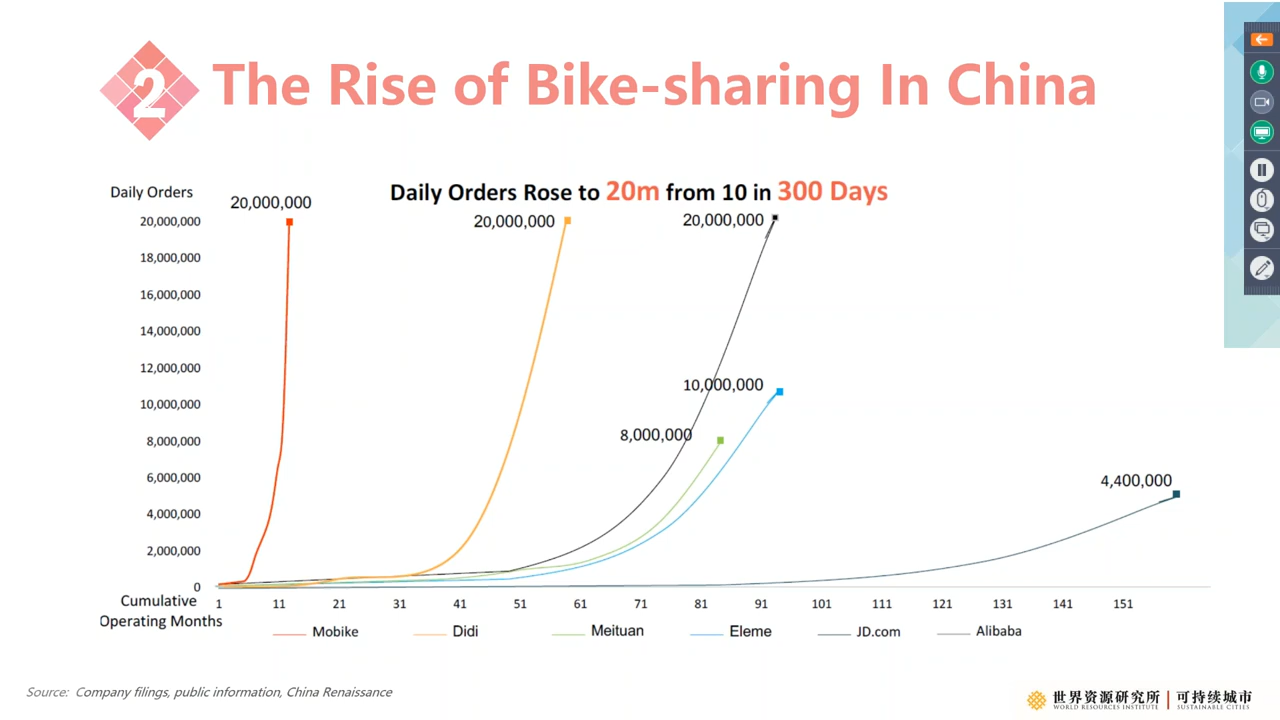 2 The Rise of Bike-sharing In China
Daily Orders Rose to 20m from 10 in 300 Days
Daily Orders
20,000,000
20,000,000
20,000,000
20,000,000
18,000,000
16,000,000
14,000,000
12,000,000
10,000,000
10,000,000
8,000,000
8,000,000
6,000,000
4,400,000
4,000,000
2,000,000
0
Cumulative
Operating Months
1 11 21 31 41 51 61 71 81 91 101 111 121 131 141 151
Mobike Didi Meituan Eleme JD.com Alibaba
Source: Company filings, public information, China Renaissance
世界资源研究所 | 可持续城市
WORLD RESOURCES INSTITUTE SUSTAINABLE CITIES